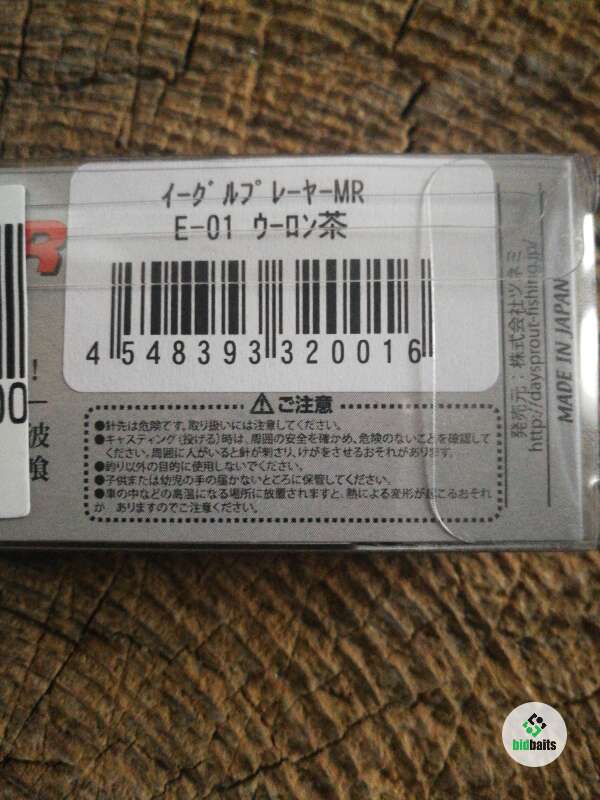 ｲｰｸﾞﾙﾌﾟﾚｰﾔｰMR
E-01 ｳｰﾛﾝ茶
4 548393 320016
R
!
00
彼
喰
⚠ご注意
●針先は危険です。取り扱いには注意してください。
●キャスティング(投げる)時は、周囲の安全を確かめ、危険のないことを確認して
ください。周囲に人がいると針が刺さり、けがをさせるおそれがあります。
●釣り以外の目的に使用しないでください。
●子供または幼児の手の届かないところに保管してください。
●車の中などの高温になる場所に放置されますと、熱による変形が起こるおそれ
がありますのでご注意ください。
発売元:株式会社ツネミ
http://daysprout-fishing.jp/
MADE IN JAPAN
bidbaits